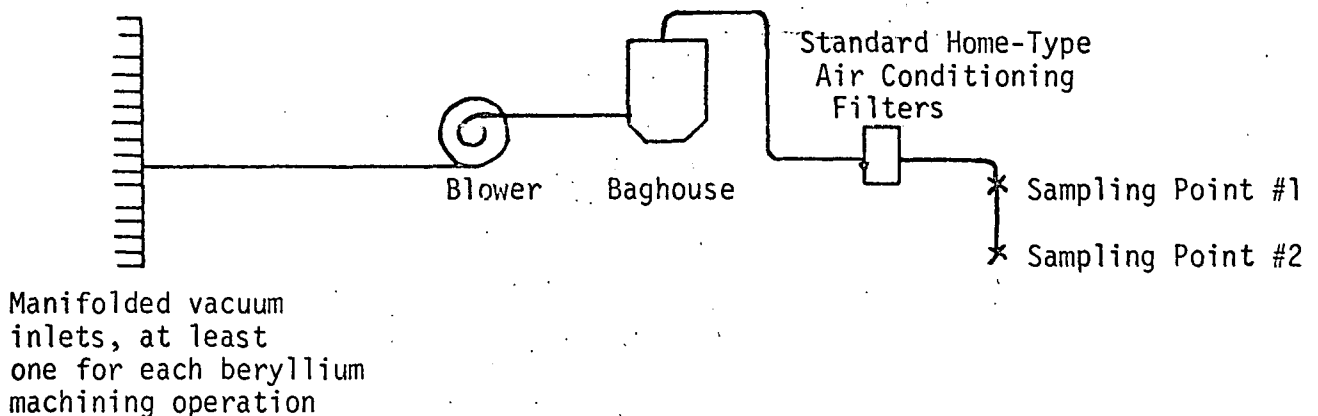 Standard Home-Type
Air Conditioning
Filters
Blower
Baghouse
Sampling Point #1
Sampling Point #2
Manifolded vacuum
inlets, at least
one for each beryllium
machining operation